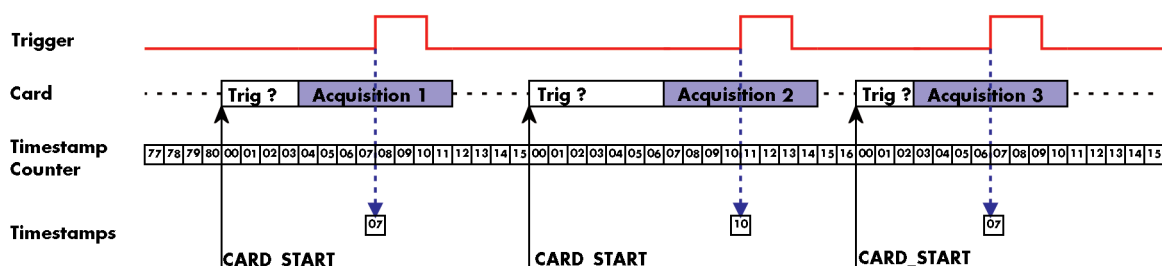 Trigger
Card Trig ? Acquisition 1 Trig ? Acquisition 2 Trig ? Acquisition 3
Timestamp Counter 77 78 79 80 00 01 02 03 04 05 06 07 08 09 10 11 12 13 14 15 00 01 02 03 04 05 06 07 08 09 10 11 12 13 14 15 16 00 01 02 03 04 05 06 07 08 09 10 11 12 13 14 15
Timestamps 07 10 07
CARD_START CARD_START CARD_START